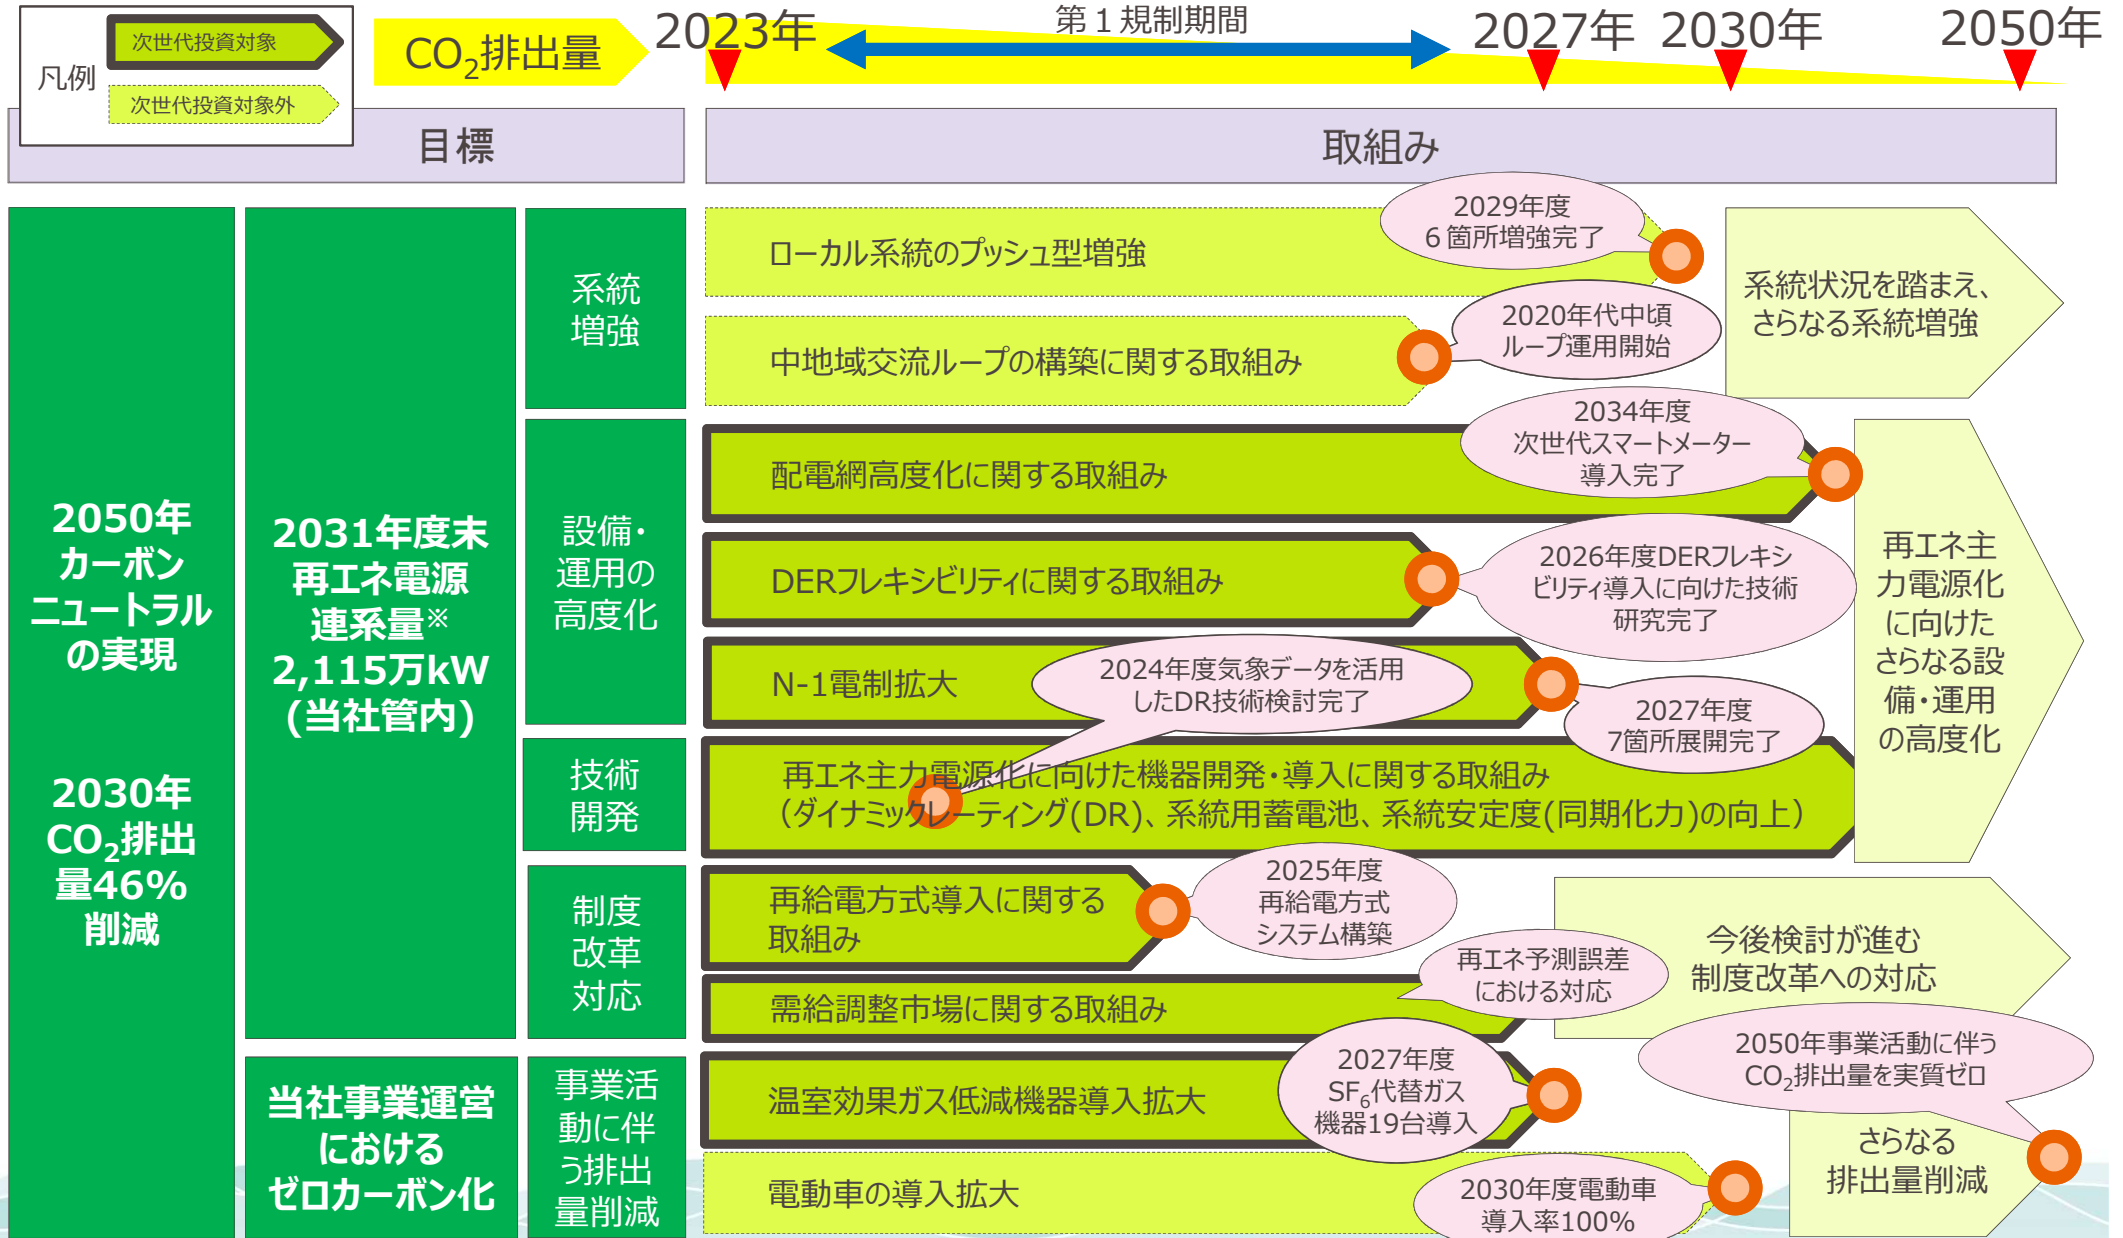 凡例
次世代投資対象
次世代投資対象外
CO₂排出量
2023年
第１規制期間
2027年
2030年
2050年
目標
取組み
2050年
カーボン
ニュートラル
の実現
2030年
CO₂排出
量46%
削減
2031年度末
再エネ電源
連系量※
2,115万kW
(当社管内)
当社事業運営
における
ゼロカーボン化
系統
増強
ローカル系統のプッシュ型増強
2029年度
６箇所増強完了
中地域交流ループの構築に関する取組み
2020年代中頃
ループ運用開始
系統状況を踏まえ、
さらなる系統増強
設備・
運用の
高度化
配電網高度化に関する取組み
2034年度
次世代スマートメーター
導入完了
DERフレキシビリティに関する取組み
2026年度DERフレキシ
ビリティ導入に向けた技術
研究完了
N-1電制拡大
2027年度
7箇所展開完了
技術
開発
2024年度気象データを活用
したDR技術検討完了
再エネ主力電源化に向けた機器開発・導入に関する取組み
（ダイナミックレーティング(DR)、系統用蓄電池、系統安定度(同期化力)の向上）
再エネ主
力電源化
に向けた
さらなる設
備・運用
の高度化
制度
改革
対応
再給電方式導入に関する
取組み
2025年度
再給電方式
システム構築
需給調整市場に関する取組み
再エネ予測誤差
における対応
今後検討が進む
制度改革への対応
事業活
動に伴
う排出
量削減
温室効果ガス低減機器導入拡大
2027年度
SF₆代替ガス
機器19台導入
電動車の導入拡大
2030年度電動車
導入率100%
2050年事業活動に伴う
CO₂排出量を実質ゼロ
さらなる
排出量削減